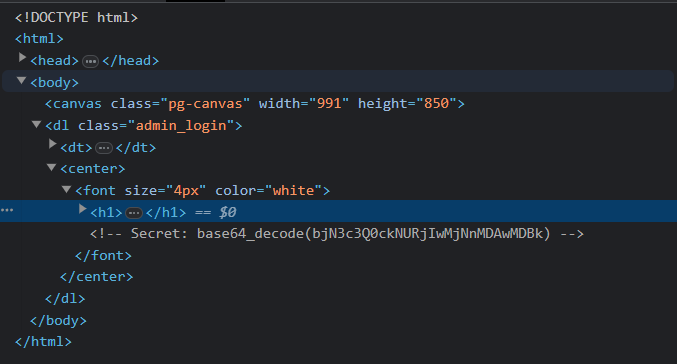 <!DOCTYPE html>
<html>
<head> ... </head>
<body>
<canvas class="pg-canvas" width="991" height="850">
<dl class="admin_login">
<dt> ... </dt>
<center>
<font size="4px" color="white">
... <h1> ... </h1> == $0
<!-- Secret: base64_decode(bjN3c3Q0ckNURjIwMjNnMDAwMDBk) -->
</font>
</center>
</dl>
</body>
</html>